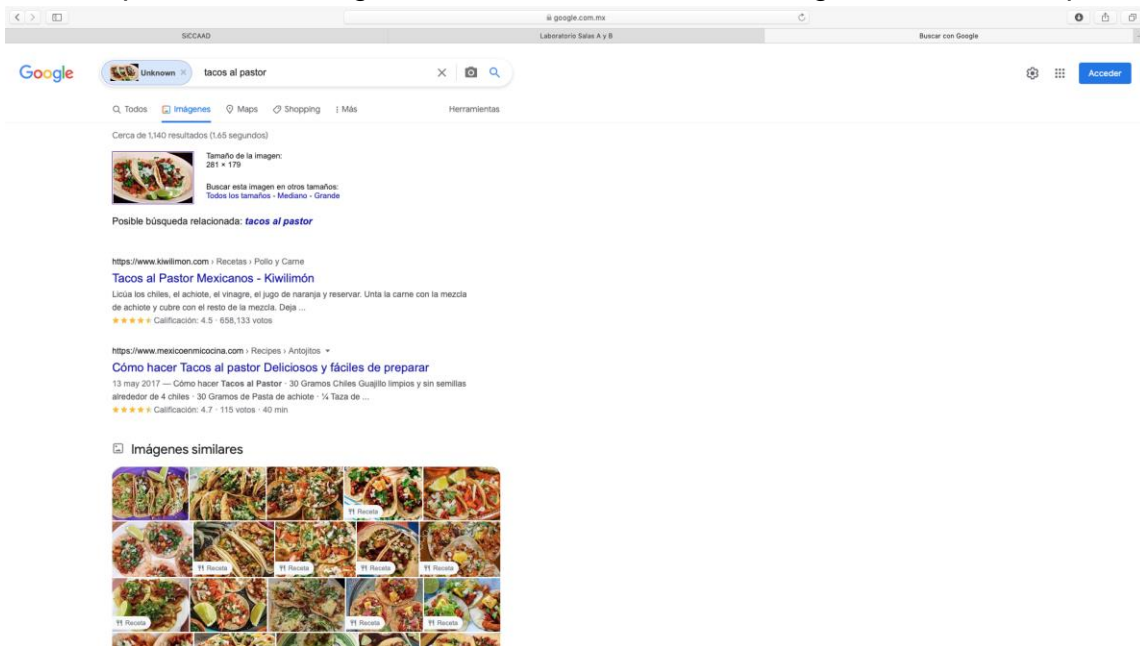 google.com.mx
SICCAAD
Laboratorio Salas A y B
Buscar con Google
Google
Unknown
tacos al pastor
Acceder
Todos
Imágenes
Maps
Shopping
Más
Herramientas
Cerca de 1,140 resultados (1.65 segundos)
Tamaño de la imagen:
281 × 179
Buscar esta imagen en otros tamaños:
Todos los tamaños - Mediano - Grande
Posible búsqueda relacionada: tacos al pastor
https://www.kiwilimon.com › Recetas › Pollo y Carne
Tacos al Pastor Mexicanos - Kiwilimón
Licúa los chiles, el achiote, el vinagre, el jugo de naranja y reservar. Unta la carne con la mezcla
de achiote y cubre con el resto de la mezcla. Deja ...
Calificación: 4.5 · 658,133 votos
https://www.mexicoenmicocina.com › Recipes › Antojitos
Cómo hacer Tacos al pastor Deliciosos y fáciles de preparar
13 may 2017 — Cómo hacer Tacos al Pastor · 30 Gramos Chiles Guajillo limpios y sin semillas
alrededor de 4 chiles · 30 Gramos de Pasta de achiote · ¼ Taza de ...
Calificación: 4.7 · 115 votos · 40 min
Imágenes similares
Receta
Receta
Receta
Receta
Receta
Receta
Receta
Receta